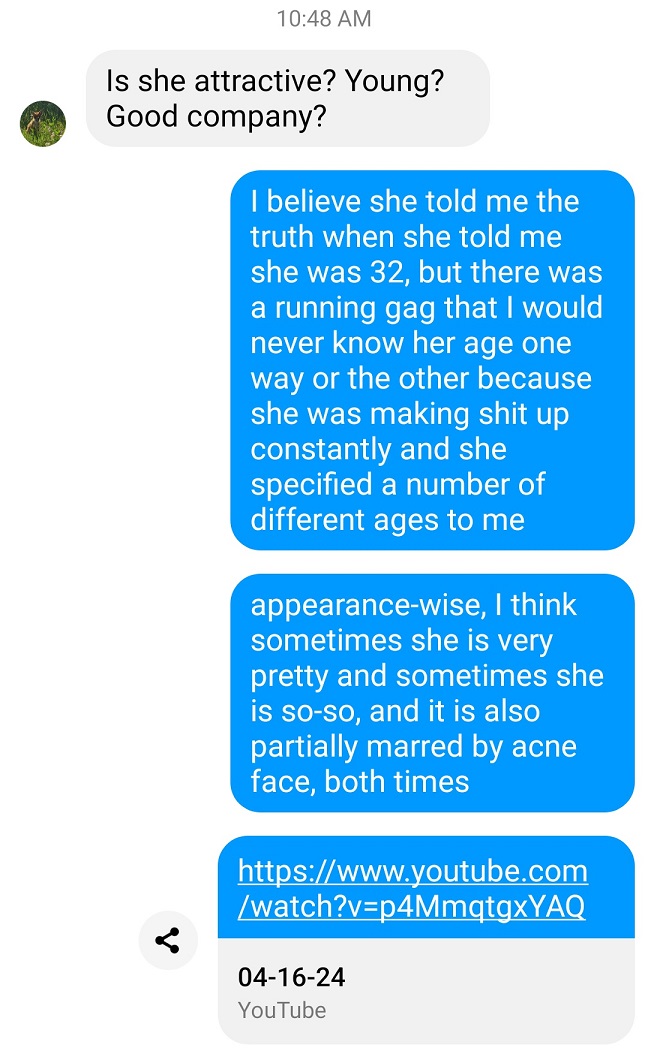 10:48 AM
Is she attractive? Young?
Good company?
I believe she told me the
truth when she told me
she was 32, but there was
a running gag that I would
never know her age one
way or the other because
she was making shit up
constantly and she
specified a number of
different ages to me
appearance-wise, I think
sometimes she is very
pretty and sometimes she
is so-so, and it is also
partially marred by acne
face, both times
https://www.youtube.com
/watch?v=p4MmqtgxYAQ
04-16-24
YouTube